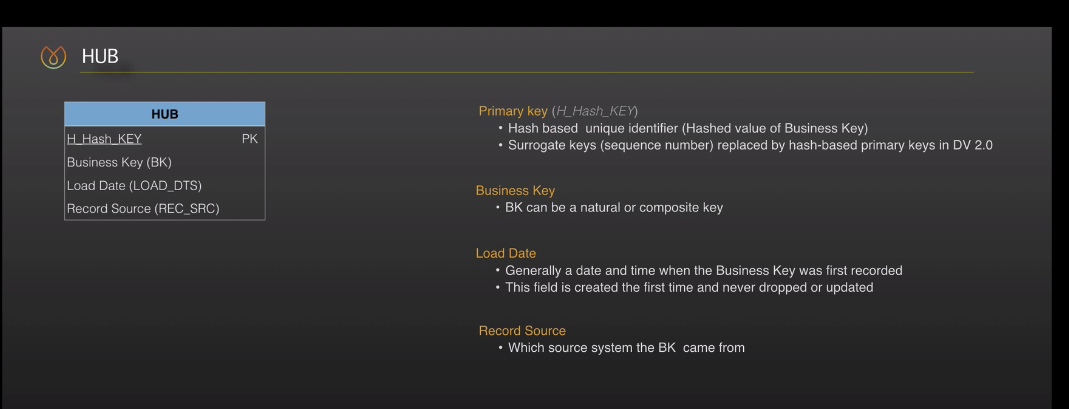 HUB
HUB
H_Hash_KEY PK
Business Key (BK)
Load Date (LOAD_DTS)
Record Source (REC_SRC)
Primary key (H_Hash_KEY)
• Hash based unique identifier (Hashed value of Business Key)
• Surrogate keys (sequence number) replaced by hash-based primary keys in DV 2.0
Business Key
• BK can be a natural or composite key
Load Date
• Generally a date and time when the Business Key was first recorded
• This field is created the first time and never dropped or updated
Record Source
• Which source system the BK came from